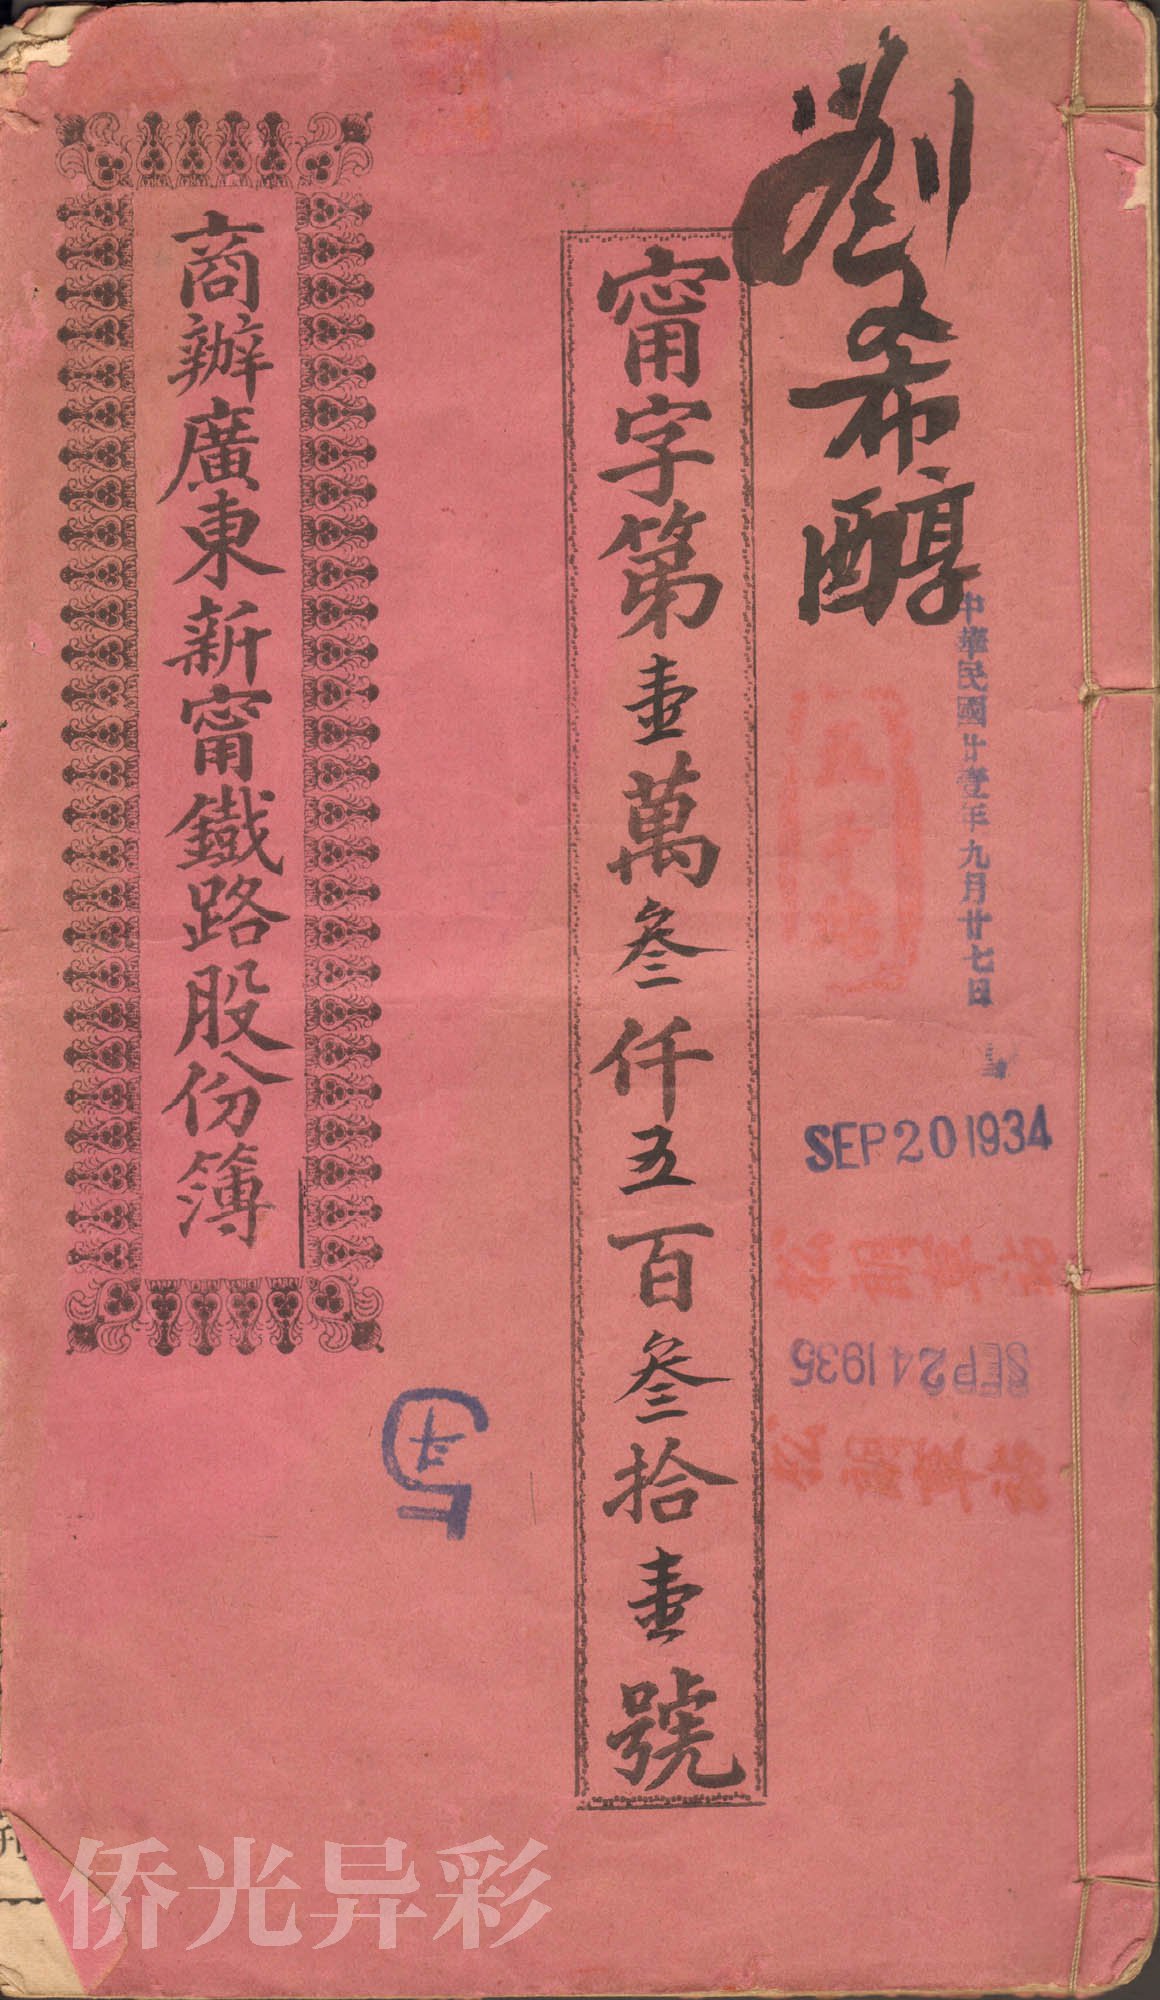 劉希醇
中華民國廿壹年九月廿七日
SEP 20 1934
SEP 24 1935
甯字第壹萬叁仟五百叁拾壹號
5
商辦廣東新甯鐵路股份簿
侨光异彩